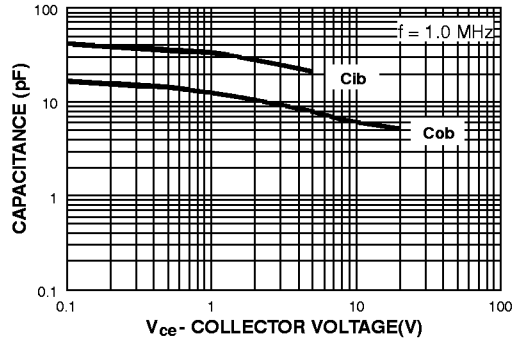 100
f = 1.0 MHz
Cib
10
Cob
CAPACITANCE (pF)
1
0.1
0.1
1
10
100
Vce- COLLECTOR VOLTAGE(V)